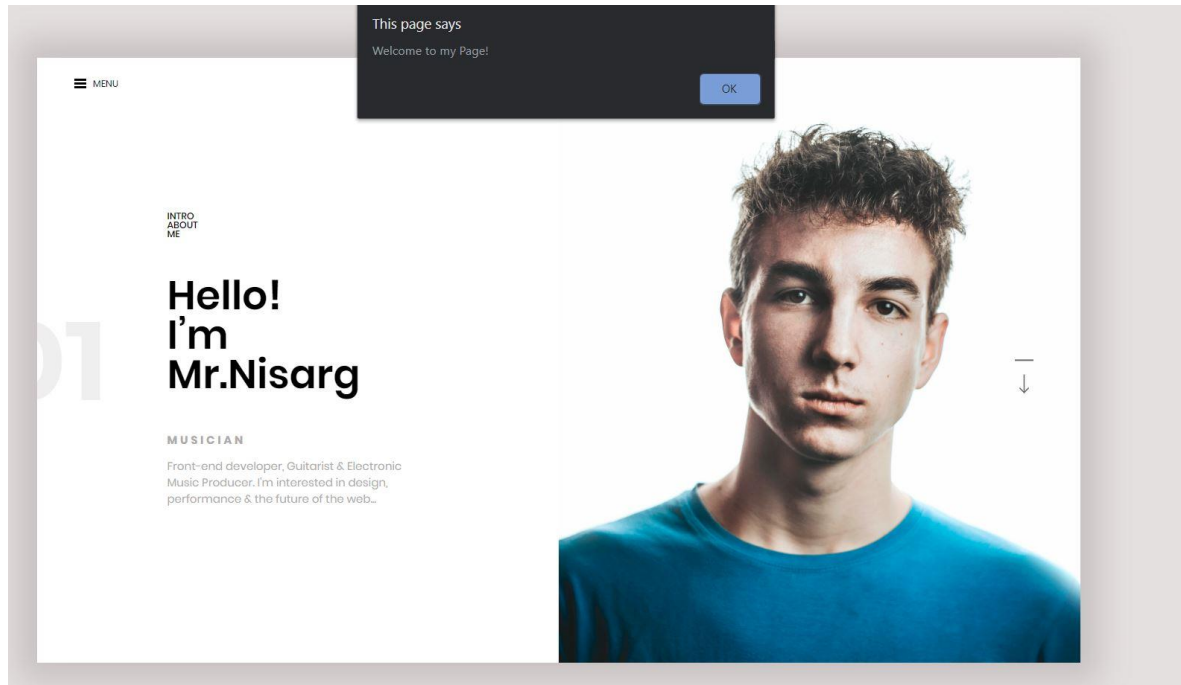 This page says
Welcome to my Page!
OK
MENU
INTRO
ABOUT
ME
Hello!
I’m
Mr.Nisarg
01
MUSICIAN
Front-end developer, Guitarist & Electronic
Music Producer. I'm interested in design,
performance & the future of the web...